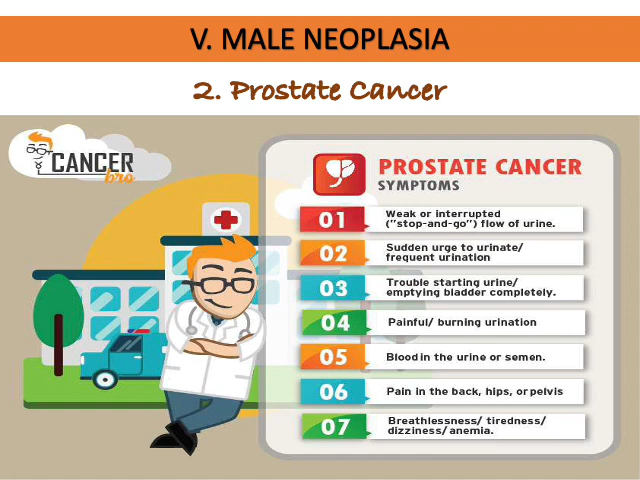 V. MALE NEOPLASIA
2. Prostate Cancer
CANCER
bro
PROSTATE CANCER
SYMPTOMS
01 Weak or interrupted
("stop-and-go") flow of urine.
02 Sudden urge to urinate/
frequent urination
03 Trouble starting urine/
emptying bladder completely.
04 Painful/ burning urination
05 Blood in the urine or semen.
06 Pain in the back, hips, or pelvis
07 Breathlessness/ tiredness/
dizziness/ anemia.